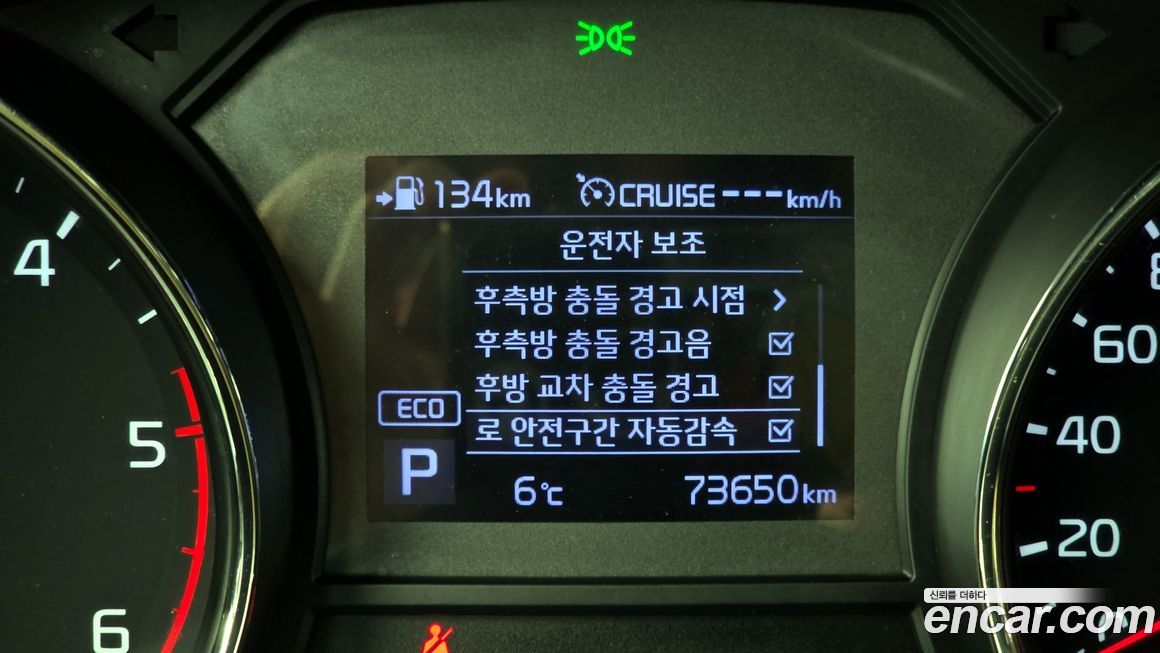 134km CRUISE ---km/h
운전자 보조
후측방 충돌 경고 시점 >
후측방 충돌 경고음
후방 교차 충돌 경고
로 안전구간 자동감속
ECO
P
6℃ 73650km
4
5
6
60
40
20
신뢰를 더하다
encar.com